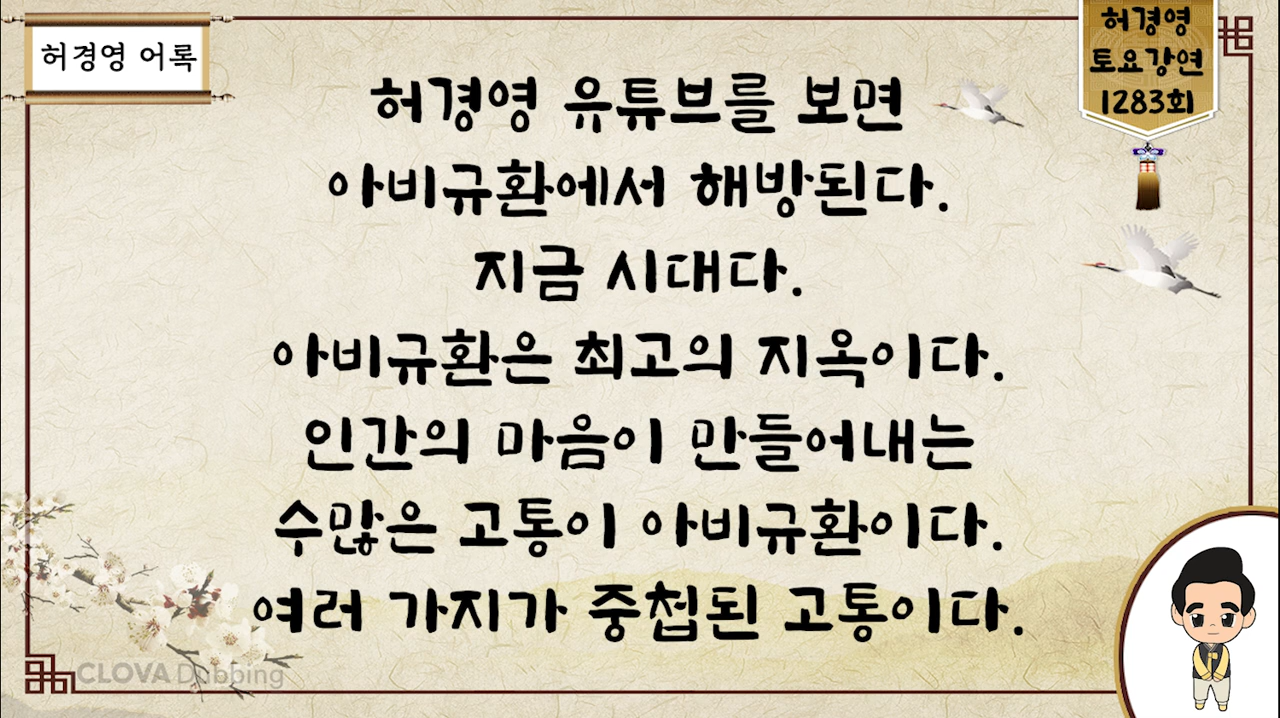 허경영 어록
허경영
토요강연
1283회
허경영 유튜브를 보면
아비규환에서 해방된다.
지금 시대다.
아비규환은 최고의 지옥이다.
인간의 마음이 만들어내는
수많은 고통이 아비규환이다.
여러 가지가 중첩된 고통이다.
CLOVA Dubbing